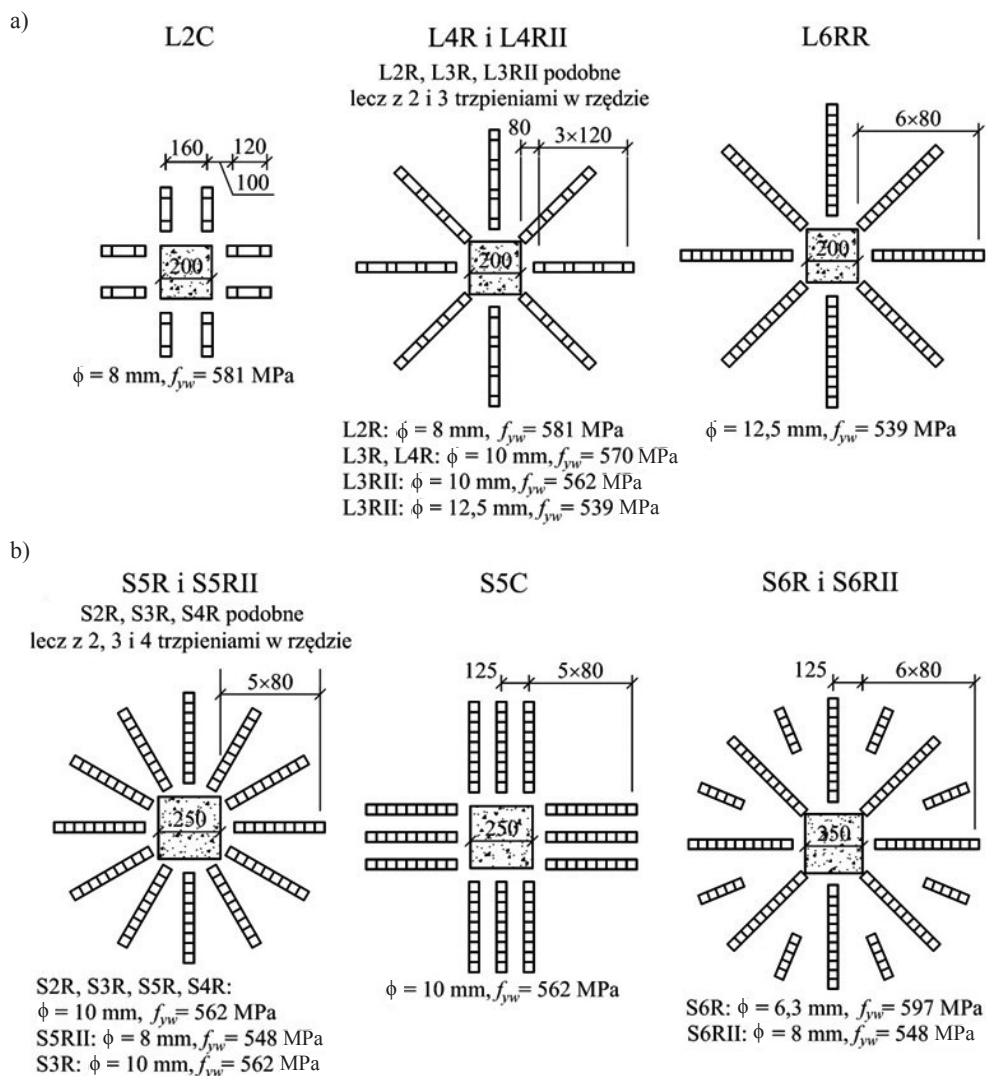 a)
L2C
160
120
100
200
ϕ = 8 mm, fyw= 581 MPa
L4R i L4RII
L2R, L3R, L3RII podobne
lecz z 2 i 3 trzpieniami w rzędzie
80
3×120
200
L2R: ϕ = 8 mm, fyw= 581 MPa
L3R, L4R: ϕ = 10 mm, fyw= 570 MPa
L3RII: ϕ = 10 mm, fyw= 562 MPa
L3RII: ϕ = 12,5 mm, fyw= 539 MPa
L6RR
6×80
200
ϕ = 12,5 mm, fyw= 539 MPa
b)
S5R i S5RII
S2R, S3R, S4R podobne
lecz z 2, 3 i 4 trzpieniami w rzędzie
5×80
250
S2R, S3R, S5R, S4R:
ϕ = 10 mm, fyw= 562 MPa
S5RII: ϕ = 8 mm, fyw= 548 MPa
S3R: ϕ = 10 mm, fyw= 562 MPa
S5C
125
5×80
250
ϕ = 10 mm, fyw= 562 MPa
S6R i S6RII
125
6×80
350
S6R: ϕ = 6,3 mm, fyw= 597 MPa
S6RII: ϕ = 8 mm, fyw= 548 MPa